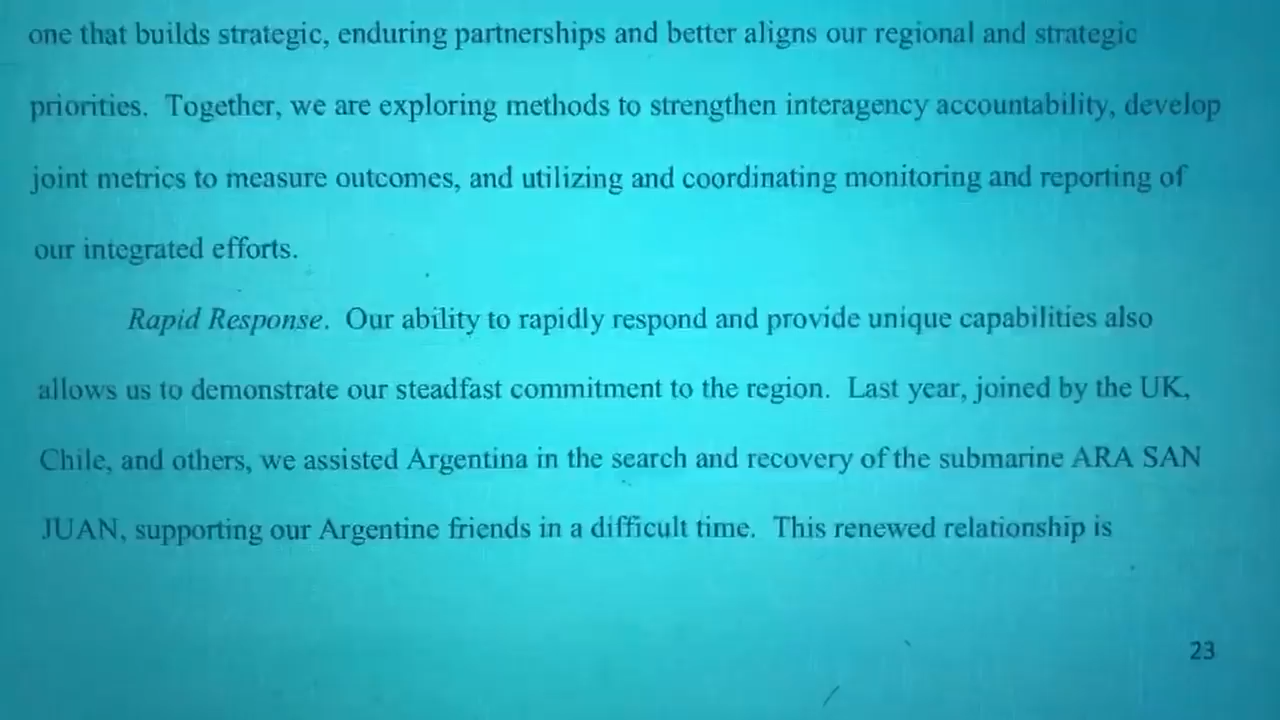 one that builds strategic, enduring partnerships and better aligns our regional and strategic
priorities.  Together, we are exploring methods to strengthen interagency accountability, develop
joint metrics to measure outcomes, and utilizing and coordinating monitoring and reporting of
our integrated efforts.
Rapid Response.  Our ability to rapidly respond and provide unique capabilities also
allows us to demonstrate our steadfast commitment to the region.  Last year, joined by the UK,
Chile, and others, we assisted Argentina in the search and recovery of the submarine ARA SAN
JUAN, supporting our Argentine friends in a difficult time.  This renewed relationship is
23